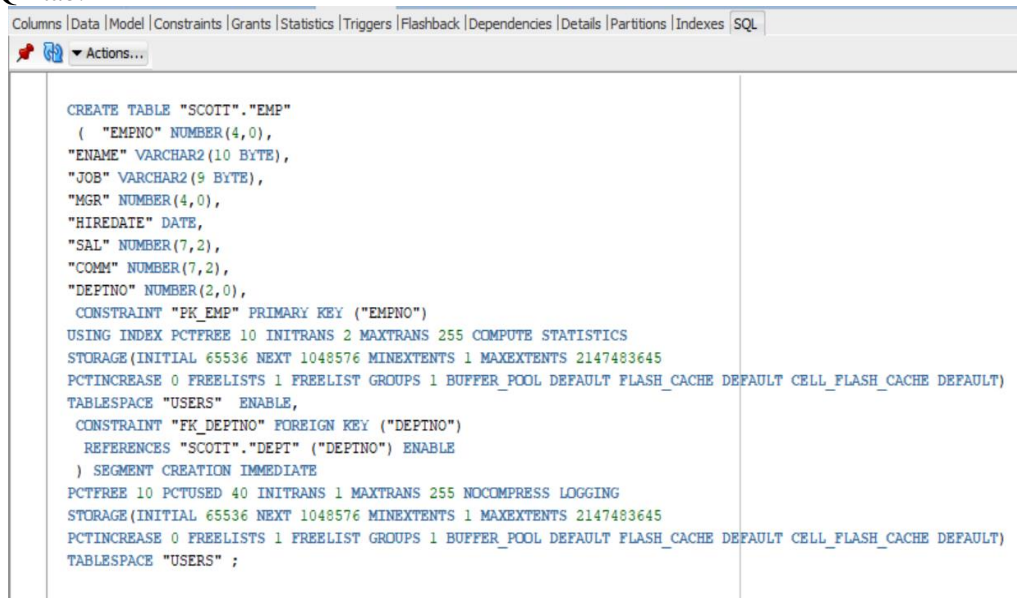 Columns |Data |Model |Constraints |Grants |Statistics |Triggers |Flashback |Dependencies |Details |Partitions |Indexes |SQL
Actions...
CREATE TABLE "SCOTT"."EMP"
( "EMPNO" NUMBER(4,0),
"ENAME" VARCHAR2(10 BYTE),
"JOB" VARCHAR2(9 BYTE),
"MGR" NUMBER(4,0),
"HIREDATE" DATE,
"SAL" NUMBER(7,2),
"COMM" NUMBER(7,2),
"DEPTNO" NUMBER(2,0),
CONSTRAINT "PK_EMP" PRIMARY KEY ("EMPNO")
USING INDEX PCTFREE 10 INITRANS 2 MAXTRANS 255 COMPUTE STATISTICS
STORAGE(INITIAL 65536 NEXT 1048576 MINEXTENTS 1 MAXEXTENTS 2147483645
PCTINCREASE 0 FREELISTS 1 FREELIST GROUPS 1 BUFFER_POOL DEFAULT FLASH_CACHE DEFAULT CELL_FLASH_CACHE DEFAULT)
TABLESPACE "USERS" ENABLE,
CONSTRAINT "FK_DEPTNO" FOREIGN KEY ("DEPTNO")
REFERENCES "SCOTT"."DEPT" ("DEPTNO") ENABLE
) SEGMENT CREATION IMMEDIATE
PCTFREE 10 PCTUSED 40 INITRANS 1 MAXTRANS 255 NOCOMPRESS LOGGING
STORAGE(INITIAL 65536 NEXT 1048576 MINEXTENTS 1 MAXEXTENTS 2147483645
PCTINCREASE 0 FREELISTS 1 FREELIST GROUPS 1 BUFFER_POOL DEFAULT FLASH_CACHE DEFAULT CELL_FLASH_CACHE DEFAULT)
TABLESPACE "USERS" ;